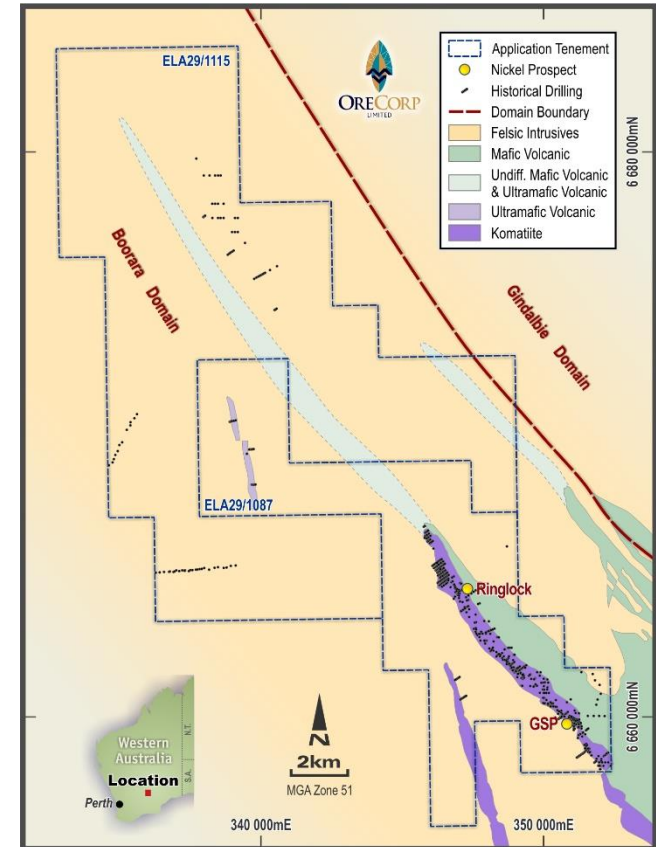 ELA29/1115
ORECORP
LIMITED
Application Tenement
Nickel Prospect
Historical Drilling
Domain Boundary
Felsic Intrusives
Mafic Volcanic
Undiff. Mafic Volcanic
& Ultramafic Volcanic
Ultramafic Volcanic
Komatiite
6 680 000mN
Boorara Domain
Gindalbie Domain
ELA29/1087
Ringlock
GSP
6 660 000mN
Western
Australia
Location
Perth
N.T.
S.A.
N
2km
MGA Zone 51
340 000mE
350 000mE